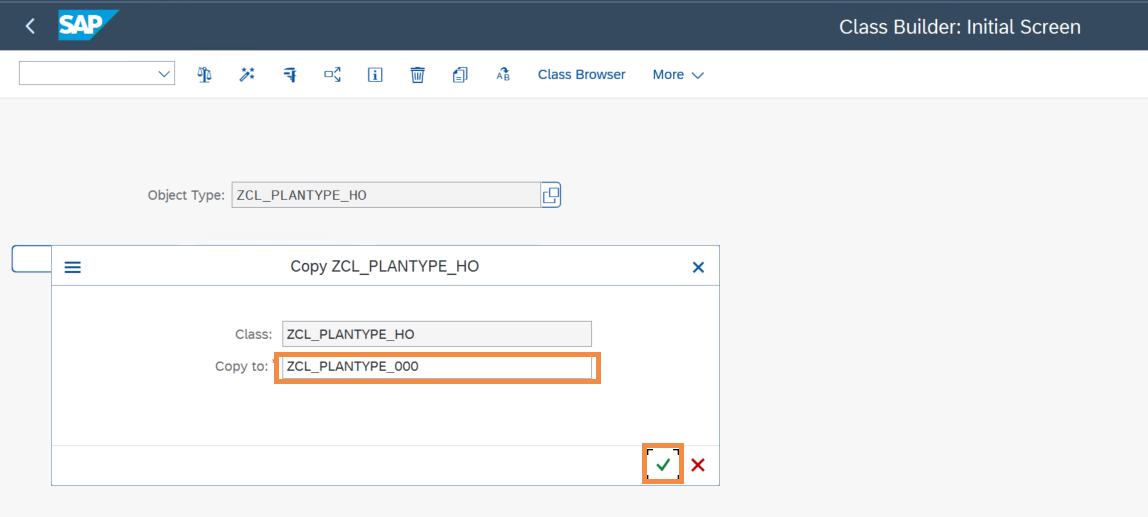 SAP
Class Builder: Initial Screen
Class Browser
More
Object Type: ZCL_PLANTYPE_HO
Copy ZCL_PLANTYPE_HO
Class: ZCL_PLANTYPE_HO
Copy to: * ZCL_PLANTYPE_000